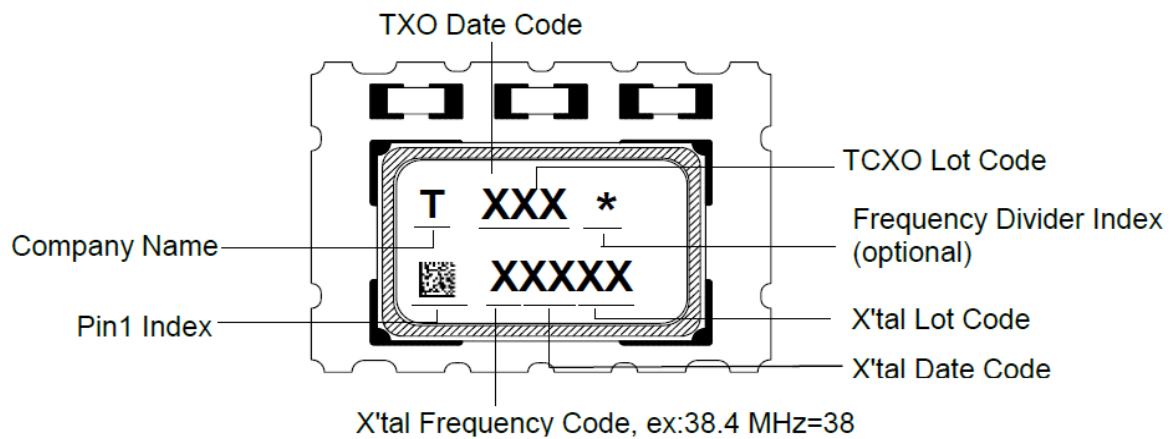 TXO Date Code
TCXO Lot Code
T XXX *
Frequency Divider Index
(optional)
Company Name
XXXXX
X'tal Lot Code
Pin1 Index
X'tal Date Code
X'tal Frequency Code, ex:38.4 MHz=38